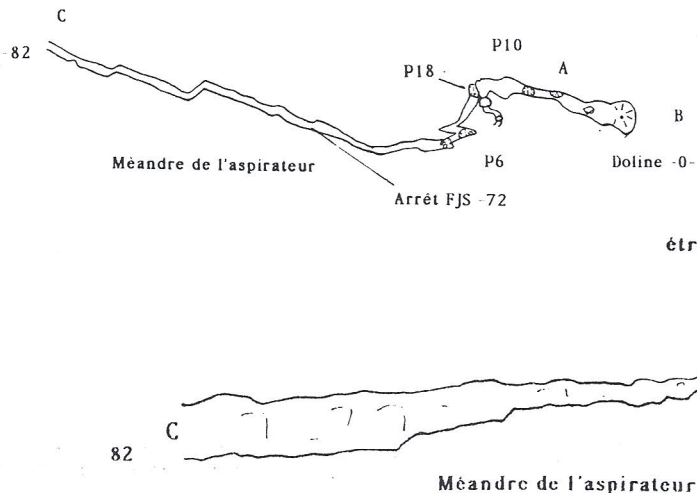 C
-82
P10
P18
A
B
Méandre de l'aspirateur
P6
Doline -0-
Arrêt FJS -72
étr
C
82
Méandre de l'aspirateur